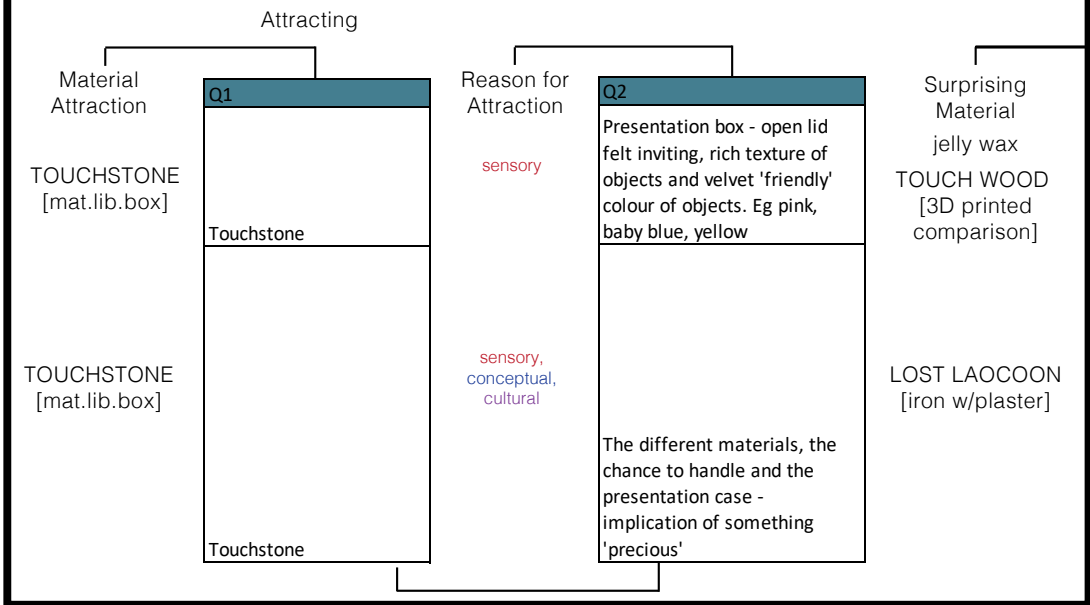 Attracting
Material
Attraction
Q1
Reason for
Attraction
Q2
Surprising
Material
jelly wax
TOUCHSTONE
[mat.lib.box]
Touchstone
sensory
Presentation box - open lid
felt inviting, rich texture of
objects and velvet 'friendly'
colour of objects. Eg pink,
baby blue, yellow
TOUCH WOOD
[3D printed
comparison]
TOUCHSTONE
[mat.lib.box]
Touchstone
sensory,
conceptual,
cultural
The different materials, the
chance to handle and the
presentation case -
implication of something
'precious'
LOST LAOCOON
[iron w/plaster]